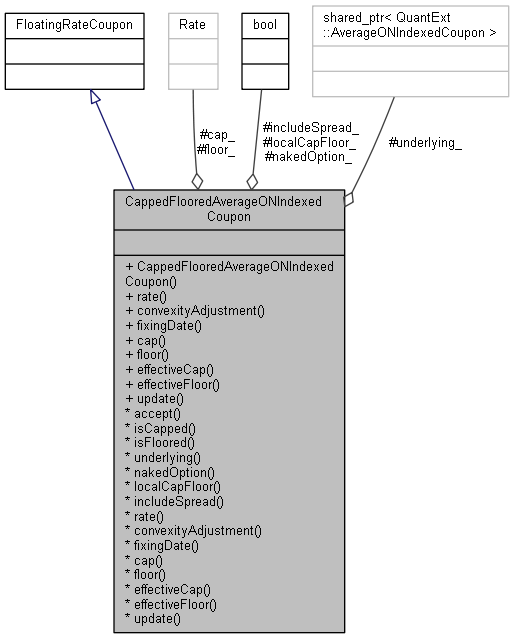 FloatingRateCoupon
Rate
bool
shared_ptr< QuantExt
::AverageONIndexedCoupon >
#cap_
#floor_
#includeSpread_
#localCapFloor_
#nakedOption_
#underlying_
CappedFlooredAverageONIndexed
Coupon
+ CappedFlooredAverageONIndexed
Coupon()
+ rate()
+ convexityAdjustment()
+ fixingDate()
+ cap()
+ floor()
+ effectiveCap()
+ effectiveFloor()
+ update()
* accept()
* isCapped()
* isFloored()
* underlying()
* nakedOption()
* localCapFloor()
* includeSpread()
* rate()
* convexityAdjustment()
* fixingDate()
* cap()
* floor()
* effectiveCap()
* effectiveFloor()
* update()